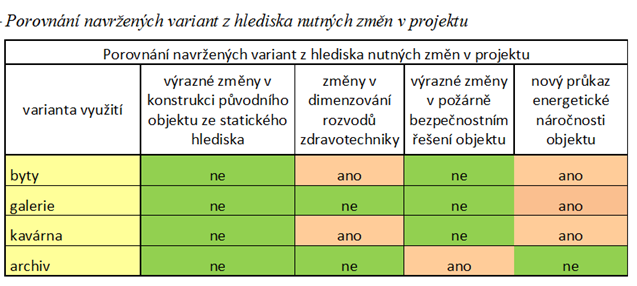 - Porovnání navržených variant z hlediska nutných změn v projektu
Porovnání navržených variant z hlediska nutných změn v projektu
varianta využití
výrazné změny v
konstrukci původního
objektu ze statického
hlediska
změny v
dimenzování
rozvodů
zdravotechniky
výrazné změny
v požárně
bezpečnostním
řešení objektu
nový průkaz
energetické
náročnosti
objektu
byty ne ano ne ano
galerie ne ne ne ano
kavárna ne ano ne ano
archiv ne ne ano ne